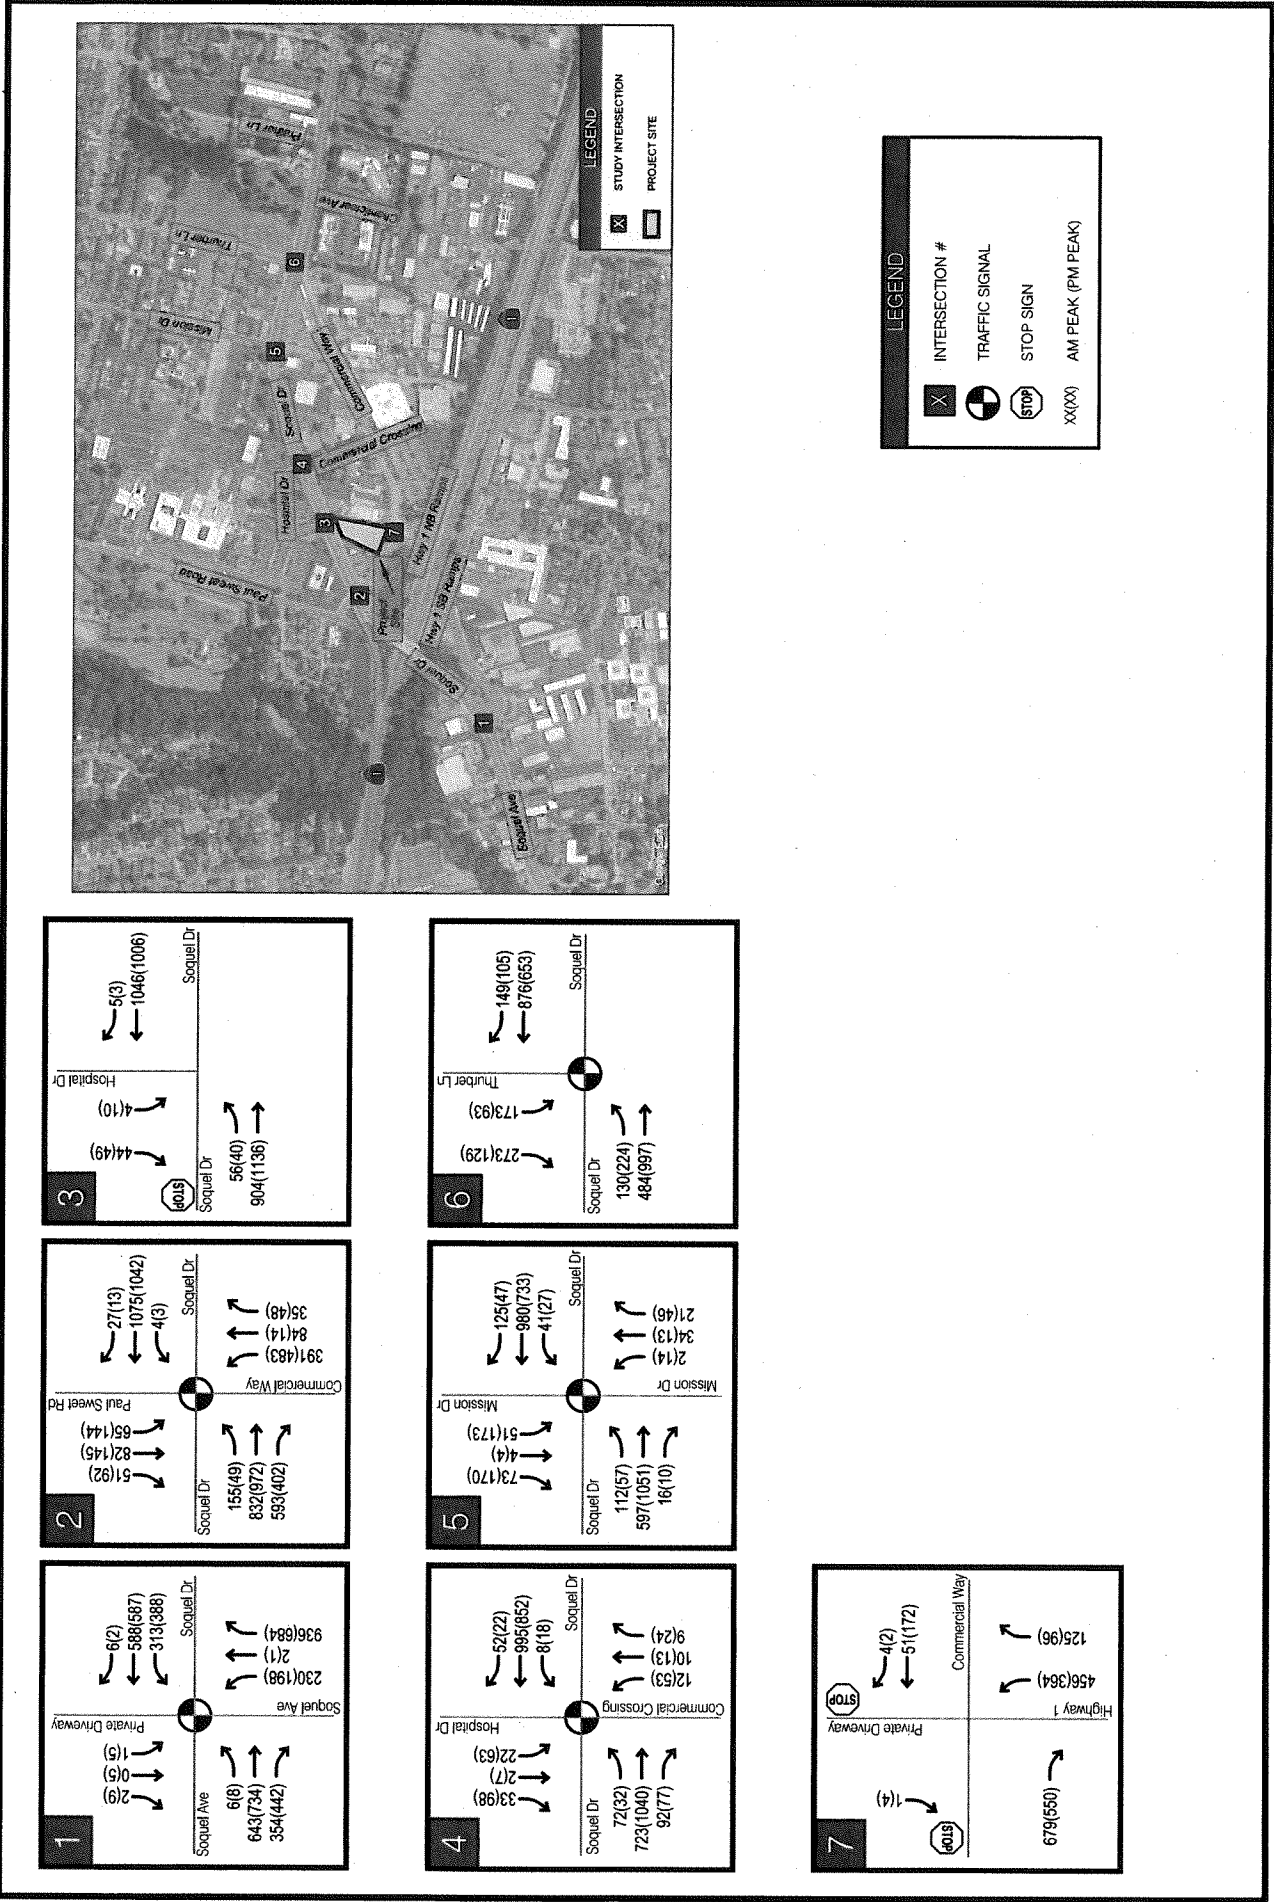 1
Private Driveway
2(9)
0(5)
1(5)
6(2)
588(587)
313(388)
Soquel Ave
Soquel Dr
6(8)
643(734)
354(442)
Soquel Ave
230(198)
2(1)
936(684)
2
Paul Sweet Rd
51(92)
82(145)
65(144)
27(13)
1075(1042)
4(3)
Soquel Dr
Soquel Dr
155(49)
832(972)
593(402)
Commercial Way
391(483)
84(14)
35(48)
3
Hospital Dr
44(49)
4(10)
5(3)
1046(1006)
STOP
Soquel Dr
Soquel Dr
56(40)
904(1136)
4
Hospital Dr
33(98)
2(7)
22(63)
52(22)
995(852)
8(18)
Soquel Dr
Soquel Dr
72(32)
723(1040)
92(77)
Commercial Crossing
12(53)
10(13)
9(24)
5
Mission Dr
73(170)
4(4)
51(173)
125(47)
980(733)
41(27)
Soquel Dr
Soquel Dr
112(57)
597(1051)
16(10)
Mission Dr
2(14)
34(13)
21(46)
6
Thurber Ln
273(129)
173(93)
149(105)
876(653)
Soquel Dr
Soquel Dr
130(224)
484(997)
7
Private Driveway
STOP
1(4)
STOP
4(2)
51(172)
Commercial Way
679(550)
Highway 1
456(364)
125(96)
Prather Ln
Thurber Ln
Mission Dr
Chanticleer Ave
6
5
Soquel Dr
Commercial Way
4
Commercial Crossing
Hospital Dr
3
7
Paul Sweet Road
2
Project
Site
Hwy 1 NB Ramps
Hwy 1 SB Ramps
Soquel Dr
1
1
1
Soquel Ave
LEGEND
X STUDY INTERSECTION
PROJECT SITE
LEGEND
X INTERSECTION #
TRAFFIC SIGNAL
STOP STOP SIGN
XX(XX) AM PEAK (PM PEAK)